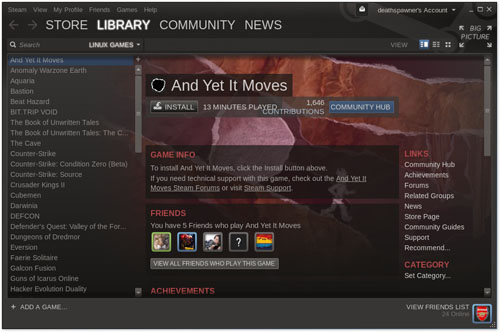 Steam View My Profile Friends Games Help
deathspawner's Account
STORE LIBRARY COMMUNITY NEWS
BIG PICTURE
Search LINUX GAMES
VIEW
And Yet It Moves
Anomaly Warzone Earth
Aquaria
Bastion
Beat Hazard
BIT.TRIP VOID
The Book of Unwritten Tales
The Book of Unwritten Tales: The C...
The Cave
Counter-Strike
Counter-Strike: Condition Zero (Beta)
Counter-Strike: Source
Crusader Kings II
Cubemen
Darwinia
DEFCON
Defender's Quest: Valley of the For...
Dungeons of Dredmor
Eversion
Faerie Solitaire
Galcon Fusion
Guns of Icarus Online
Hacker Evolution Duality
+ ADD A GAME...
And Yet It Moves
INSTALL
13 MINUTES PLAYED
1,646
CONTRIBUTIONS
COMMUNITY HUB
GAME INFO
To install And Yet It Moves, click the Install button above.
If you need technical support with this game, check out the And Yet It
Moves Steam Forums or visit Steam Support.
FRIENDS
You have 5 Friends who play And Yet It Moves
?
VIEW ALL FRIENDS WHO PLAY THIS GAME
ACHIEVEMENTS
LINKS
Community Hub
Achievements
Forums
Related Groups
News
Store Page
Community Guides
Support
Recommend...
CATEGORY
Set Category...
VIEW FRIENDS LIST
24 Online